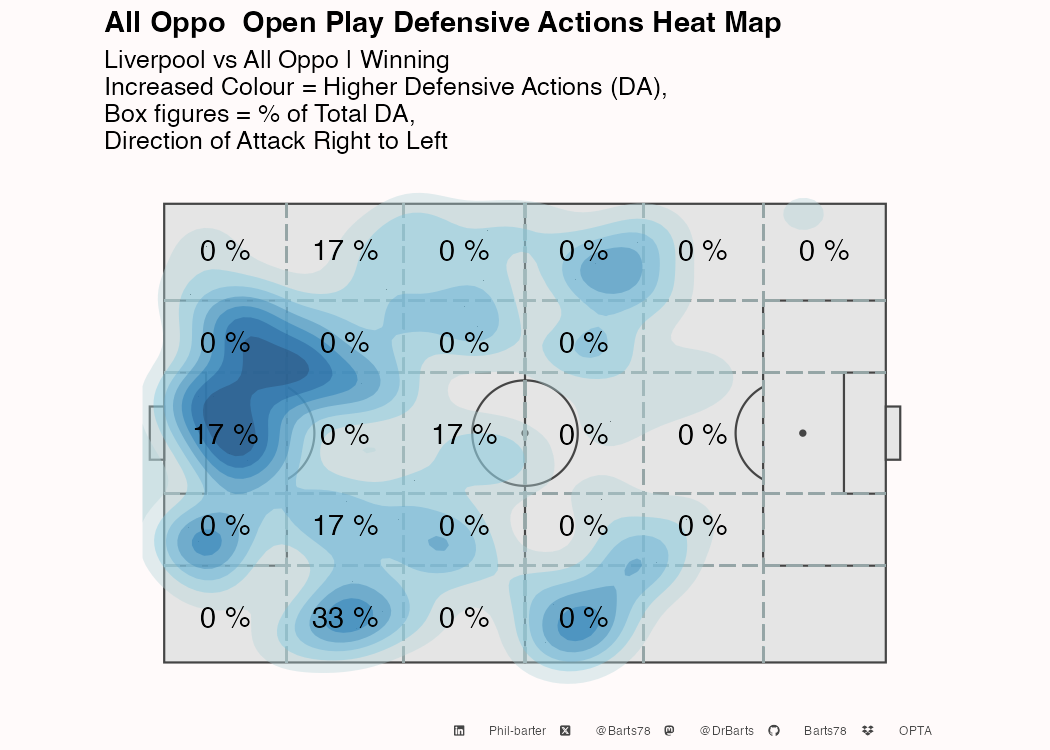 All Oppo  Open Play Defensive Actions Heat Map
Liverpool vs All Oppo | Winning
Increased Colour = Higher Defensive Actions (DA),
Box figures = % of Total DA,
Direction of Attack Right to Left
0 % 17 % 0 % 0 % 0 % 0 %
0 % 0 % 0 % 0 %
17 % 0 % 17 % 0 % 0 %
0 % 17 % 0 % 0 % 0 %
0 % 33 % 0 % 0 %
Phil-barter @Barts78 @DrBarts Barts78 OPTA